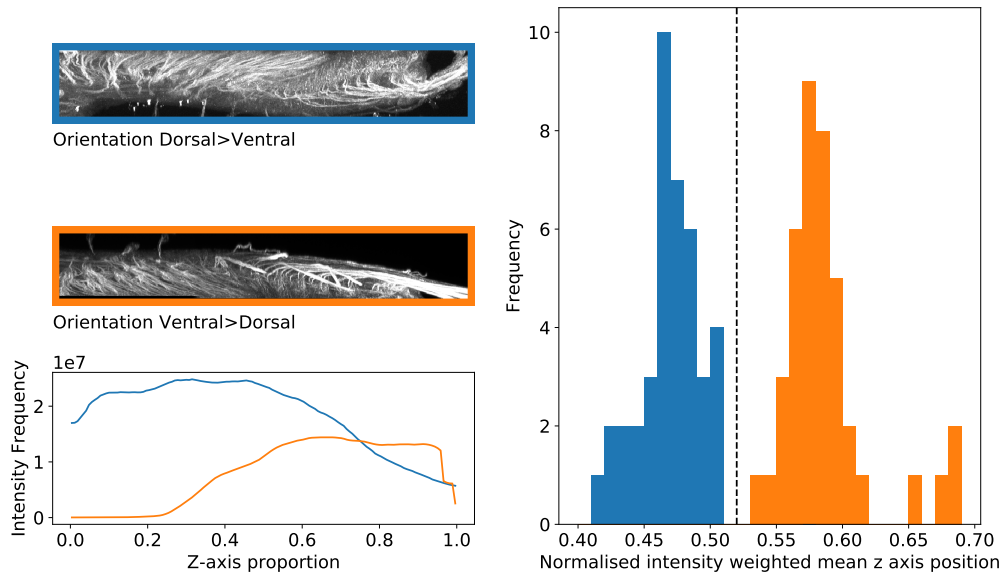 Orientation Dorsal>Ventral
Orientation Ventral>Dorsal
1e7
Intensity Frequency
2
1
0
0.0 0.2 0.4 0.6 0.8 1.0
Z-axis proportion
Frequency
10
8
6
4
2
0
0.40 0.45 0.50 0.55 0.60 0.65 0.70
Normalised intensity weighted mean z axis position